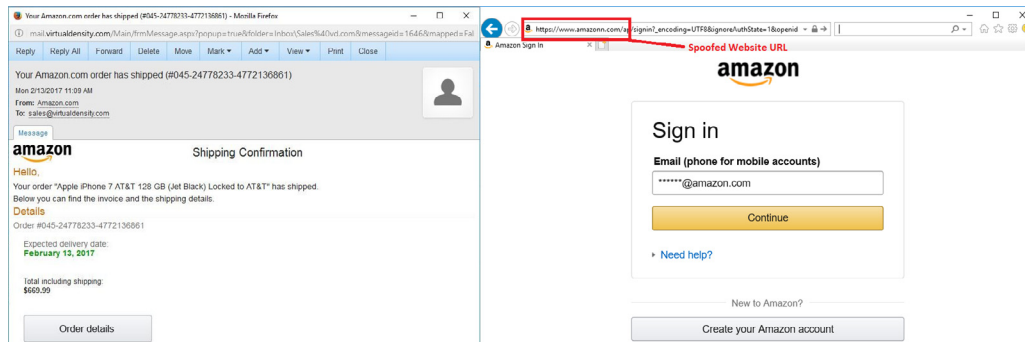 Your Amazon.com order has shipped (#045-24778233-4772136861) - Mozilla Firefox
mail.virtualdensity.com/Main/frmMessage.aspx?popup=true&folder=Inbox\Sales%40vd.com&messageid=1646&mapped=Fal
Reply Reply All Forward Delete Move Mark Add View Print Close
Your Amazon.com order has shipped (#045-24778233-4772136861)
Mon 2/13/2017 11:09 AM
From: Amazon.com
To: sales@virtualdensity.com
Message
amazon
Shipping Confirmation
Hello,
Your order "Apple iPhone 7 AT&T 128 GB (Jet Black) Locked to AT&T" has shipped.
Below you can find the invoice and the shipping details.
Details
Order #045-24778233-4772136861
Expected delivery date:
February 13, 2017
Total including shipping:
$669.99
Order details
https://www.amazonn.com/ap/signin?_encoding=UTF8&ignoreAuthState=1&openid
Amazon Sign In
Spoofed Website URL
amazon
Sign in
Email (phone for mobile accounts)
******@amazon.com
Continue
Need help?
New to Amazon?
Create your Amazon account